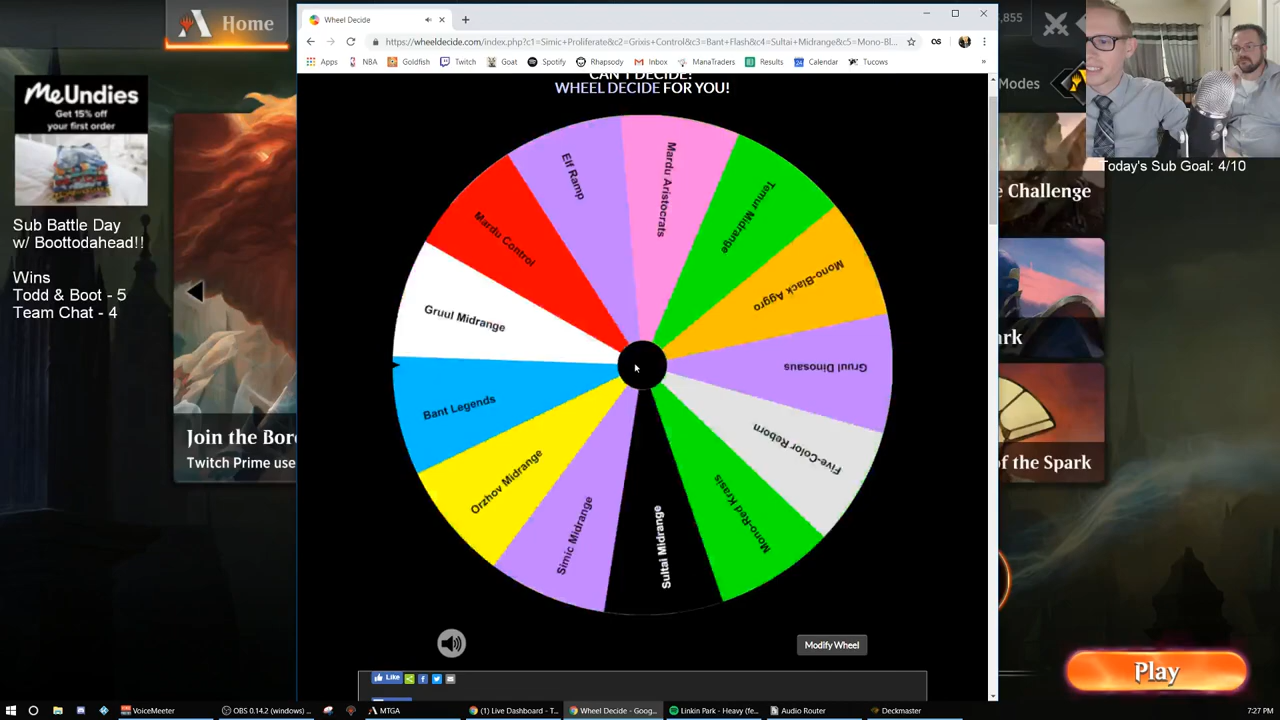 Home
MeUndies
Get 15% off
your first order
Sub Battle Day
w/ Boottodahead!!
Wins
Todd & Boot - 5
Team Chat - 4
Join the Bor
Twitch Prime use
Wheel Decide
https://wheeldecide.com/index.php?c1=Simic+Proliferate&c2=Grixis+Control&c3=Bant+Flash&c4=Sultai+Midrange&c5=Mono-Bl...
Apps
NBA
Goldfish
Twitch
Goat
Spotify
Rhapsody
Inbox
ManaTraders
Results
Calendar
Tucows
»
CAN'T DECIDE?
WHEEL DECIDE FOR YOU!
Elf Ramp
Mardu Aristocrats
Temur Midrange
Mono-Black Aggro
Gruul Dinosaus
Five-Color Reborn
Mono-Red Krasis
Sultai Midrange
Simic Midrange
Orzhov Midrange
Bant Legends
Gruul Midrange
Mardu Control
Modify Wheel
Like
,855
Modes
Today's Sub Goal: 4/10
e Challenge
rk
of the Spark
Play
VoiceMeeter
OBS 0.14.2 (windows) ...
MTGA
(1) Live Dashboard - T...
Wheel Decide - Goog...
Linkin Park - Heavy (fe...
Audio Router
Deckmaster
7:27 PM